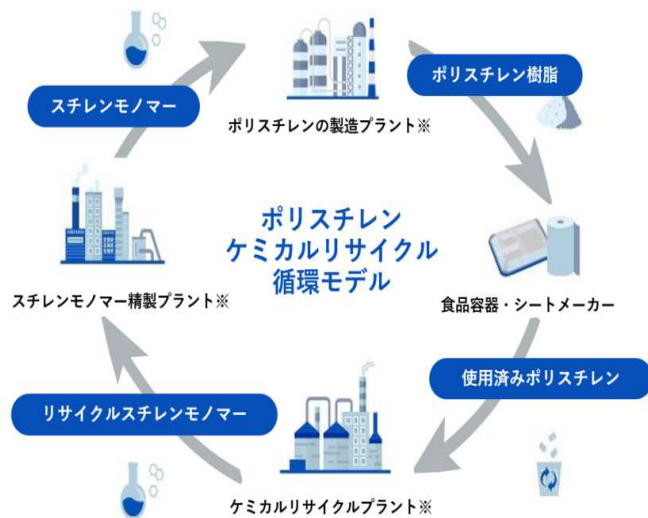 スチレンモノマー
ポリスチレン樹脂
ポリスチレンの製造プラント※
ポリスチレン
ケミカルリサイクル
循環モデル
スチレンモノマー精製プラント※
食品容器・シートメーカー
使用済みポリスチレン
リサイクルスチレンモノマー
ケミカルリサイクルプラント※